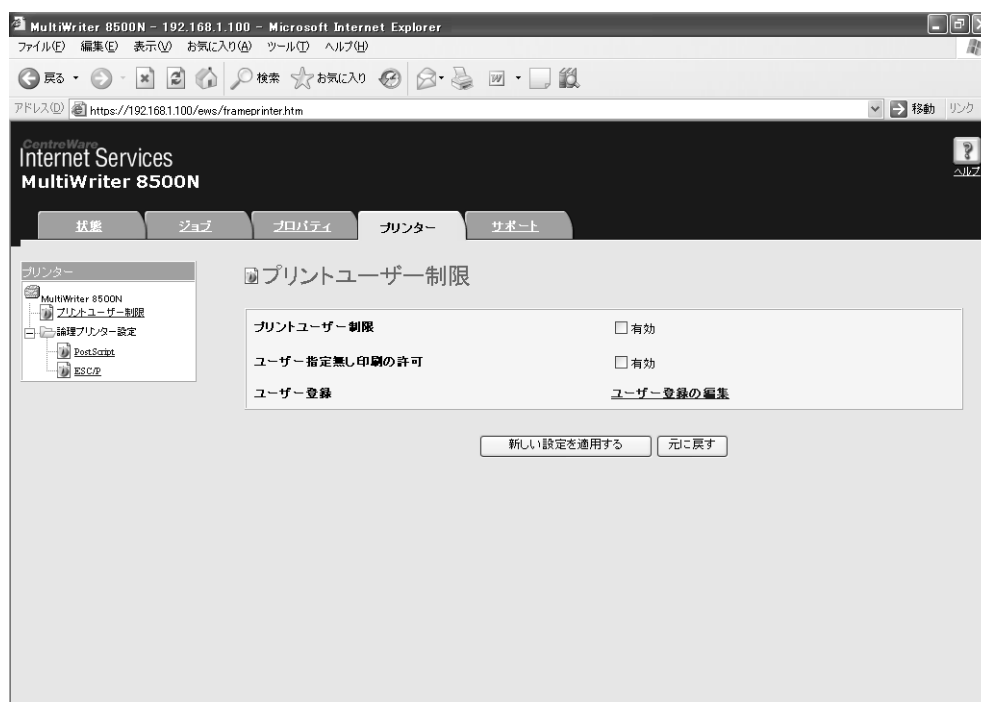 MultiWriter 8500N - 192.168.1.100 - Microsoft Internet Explorer
ファイル(F) 編集(E) 表示(V) お気に入り(A) ツール(T) ヘルプ(H)
戻る 検索 お気に入り
アドレス(D) https://192.168.1.100/ews/frameprinter.htm 移動 リンク
CentreWare
Internet Services
MultiWriter 8500N
ヘルプ
状態 ジョブ プロパティ プリンター サポート
プリンター
MultiWriter 8500N
プリントユーザー制限
論理プリンター設定
PostScript
ESC/P
プリントユーザー制限
プリントユーザー制限 有効
ユーザー指定無し印刷の許可 有効
ユーザー登録 ユーザー登録の編集
新しい設定を適用する 元に戻す